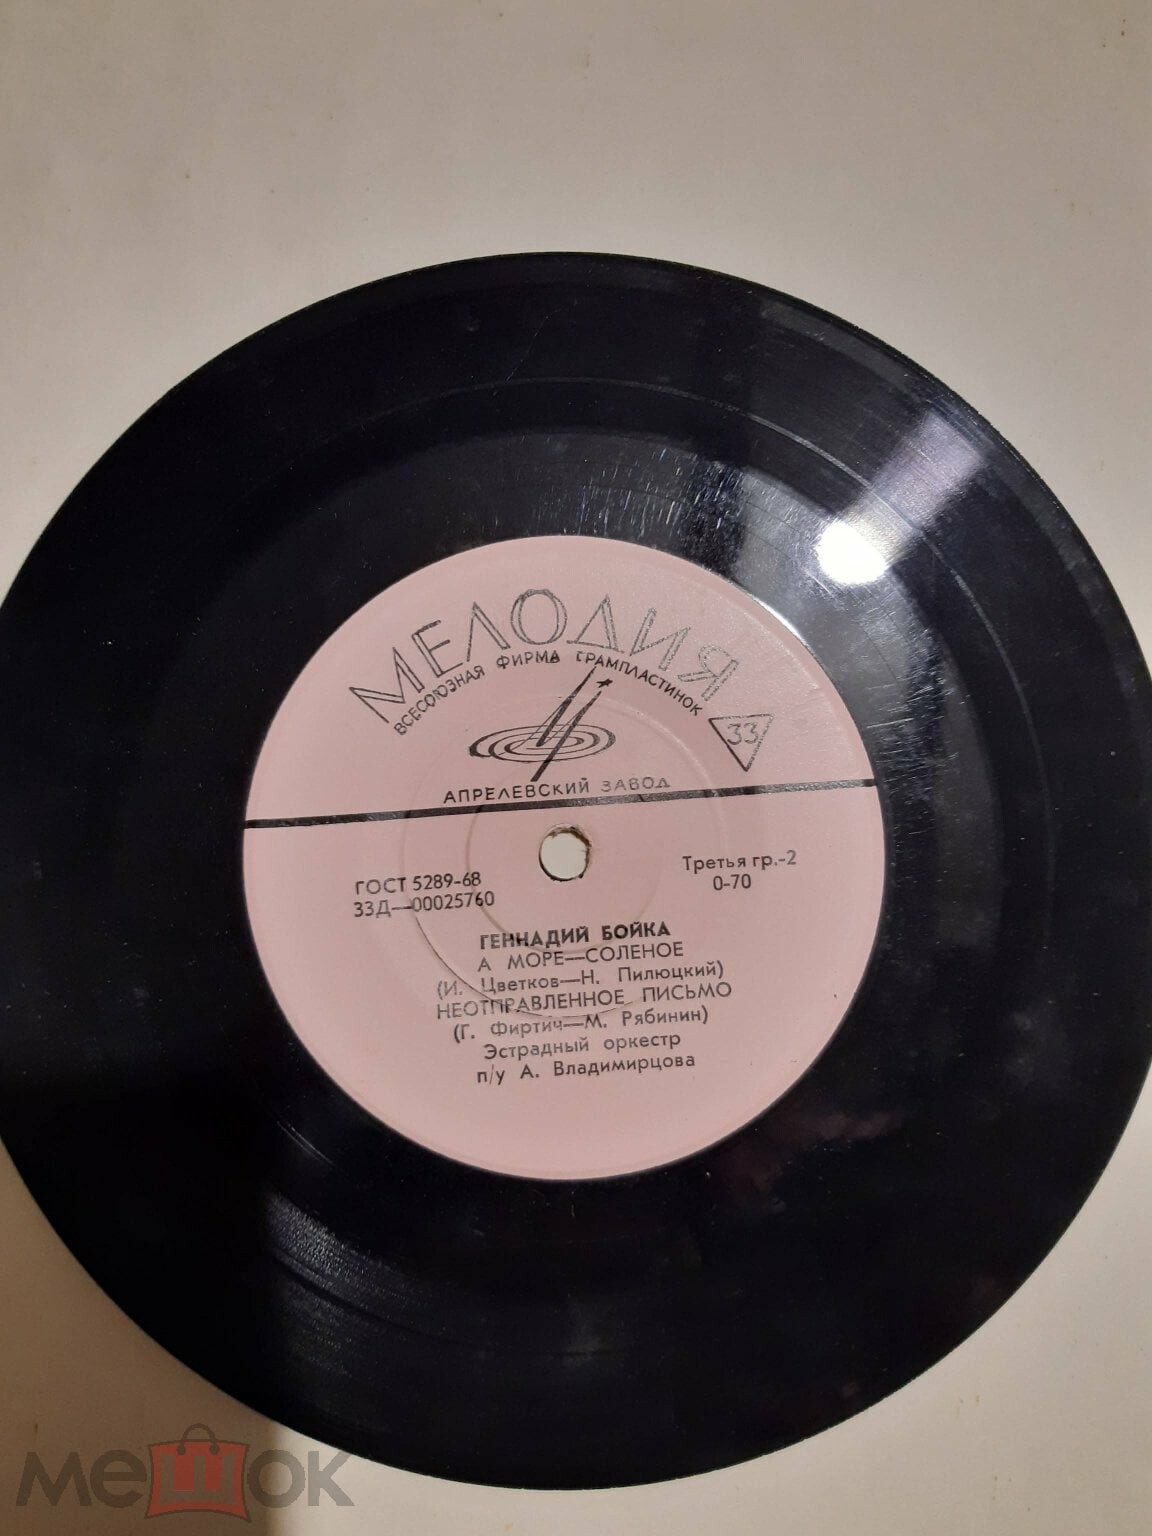 МЕЛОДИЯ
ВСЕСОЮЗНАЯ ФИРМА ГРАМПЛАСТИНОК
33
АПРЕЛЕВСКИЙ ЗАВОД
ГОСТ 5289-68
33Д—00025760
Третья гр.-2
0-70
ГЕННАДИЙ БОЙКА
А МОРЕ—СОЛЕНОЕ
(И. Цветков—Н. Пилюцкий)
НЕОТПРАВЛЕННОЕ ПИСЬМО
(Г. Фиртич—М. Рябинин)
Эстрадный оркестр
п/у А. Владимирцова
мешок